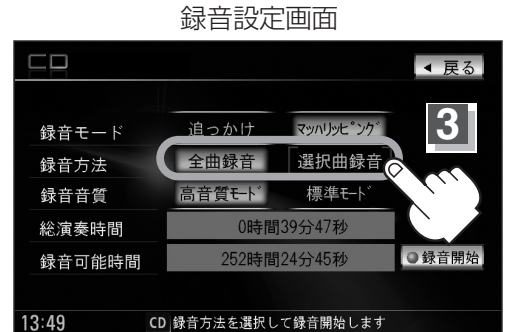 録音設定画面
CD
◀ 戻る
録音モード 追っかけ マッハリッピング
3
録音方法 全曲録音 選択曲録音
録音音質 高音質モード 標準モード
総演奏時間 0時間39分47秒
録音可能時間 252時間24分45秒 録音開始
13:49 CD 録音方法を選択して録音開始します